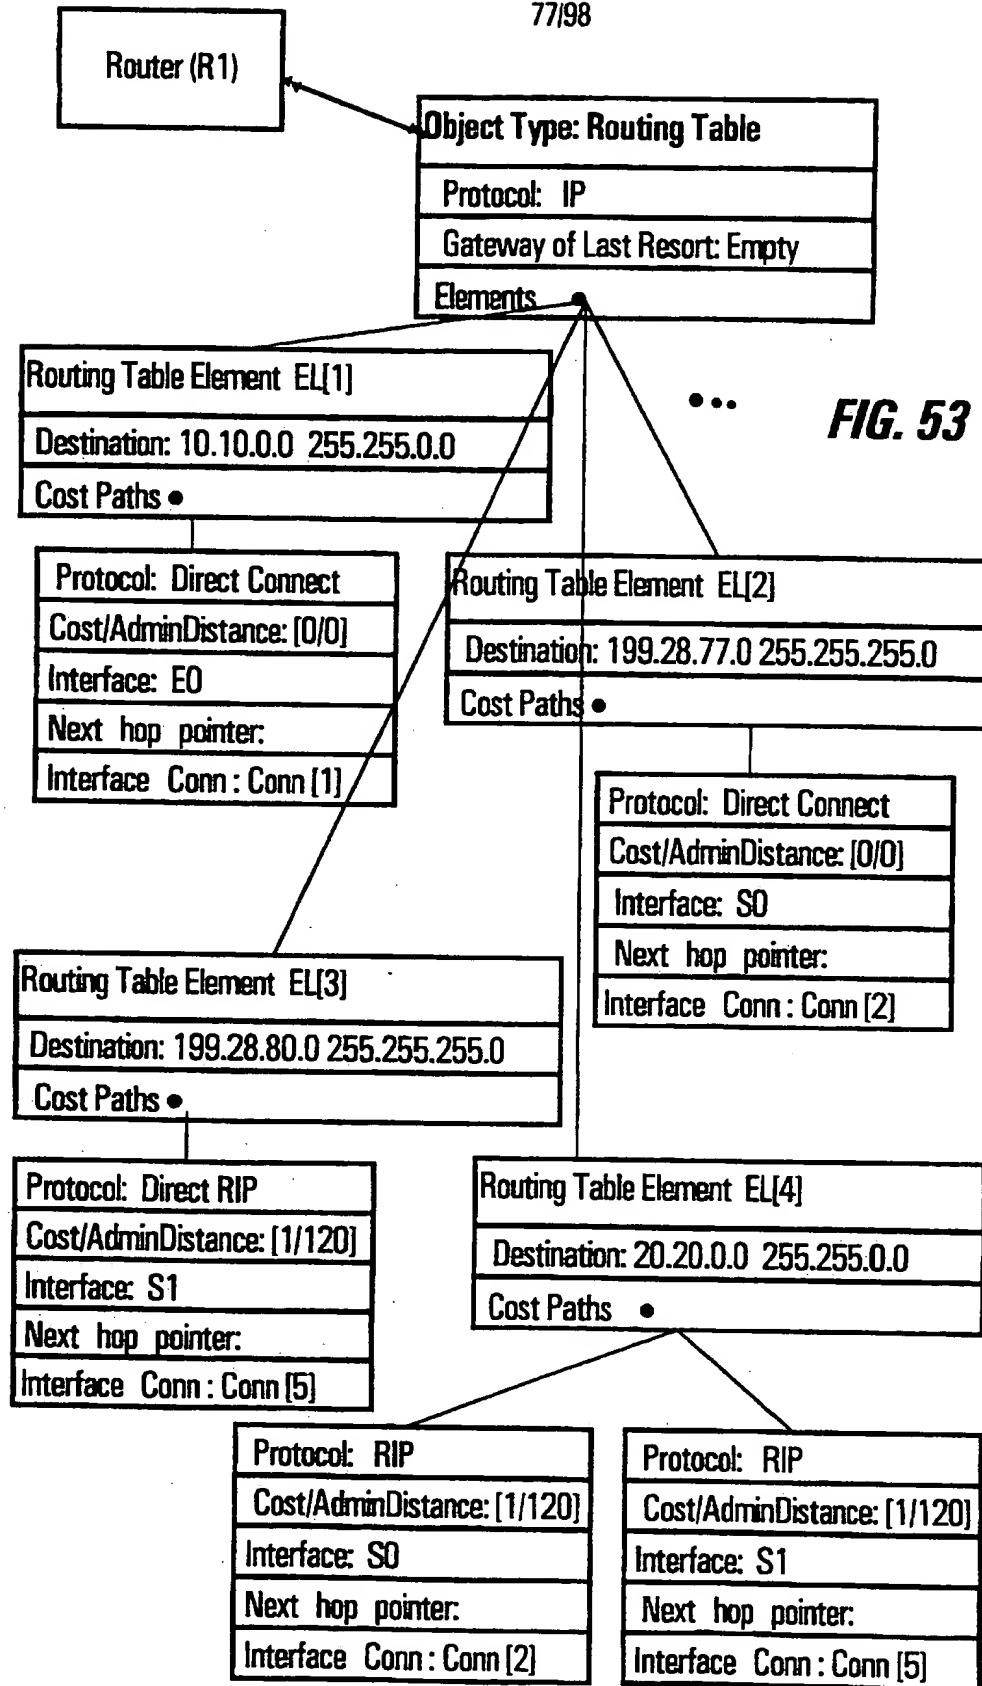 77/98
Router (R1)
Object Type: Routing Table
Protocol: IP
Gateway of Last Resort: Empty
Elements
Routing Table Element EL[1]
Destination: 10.10.0.0 255.255.0.0
Cost Paths
FIG. 53
Protocol: Direct Connect
Cost/AdminDistance: [0/0]
Interface: E0
Next hop pointer:
Interface Conn : Conn [1]
Routing Table Element EL[2]
Destination: 199.28.77.0 255.255.255.0
Cost Paths
Protocol: Direct Connect
Cost/AdminDistance: [0/0]
Interface: S0
Next hop pointer:
Interface Conn : Conn [2]
Routing Table Element EL[3]
Destination: 199.28.80.0 255.255.255.0
Cost Paths
Protocol: Direct RIP
Cost/AdminDistance: [1/120]
Interface: S1
Next hop pointer:
Interface Conn : Conn [5]
Routing Table Element EL[4]
Destination: 20.20.0.0 255.255.0.0
Cost Paths
Protocol: RIP
Cost/AdminDistance: [1/120]
Interface: S0
Next hop pointer:
Interface Conn : Conn [2]
Protocol: RIP
Cost/AdminDistance: [1/120]
Interface: S1
Next hop pointer:
Interface Conn : Conn [5]